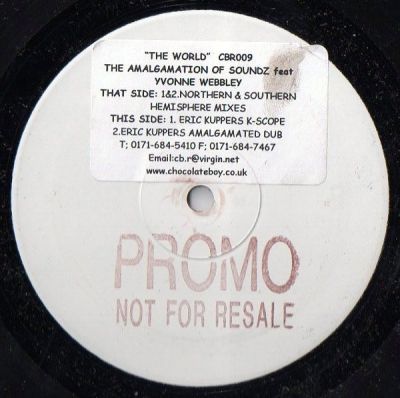 "THE WORLD" CBR009
THE AMALGAMATION OF SOUNDZ feat
YVONNE WEBBLEY
THAT SIDE: 1&2.NORTHERN & SOUTHERN
HEMISPHERE MIXES
THIS SIDE: 1. ERIC KUPPERS K-SCOPE
2.ERIC KUPPERS AMALGAMATED DUB
T; 0171-684-5410 F; 0171-684-7467
Email:cb.r@virgin.net
www.chocolateboy.co.uk
PROMO
NOT FOR RESALE